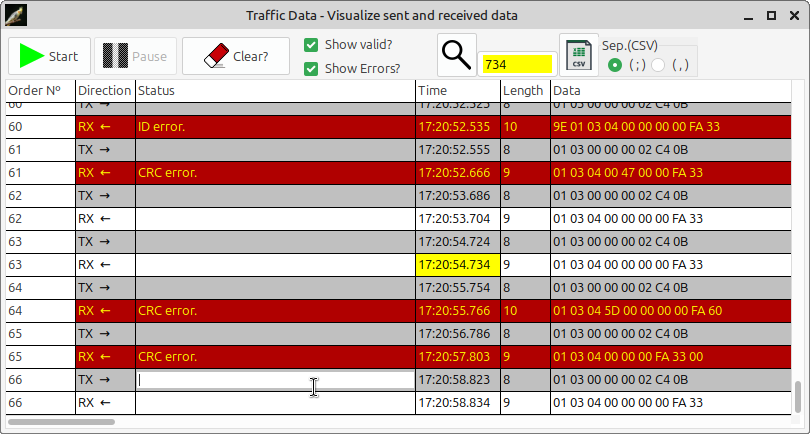 Traffic Data - Visualize sent and received data
Start Pause Clear? Show valid? Show Errors? 734 CSV Sep.(CSV) ( ; ) ( , )
Order Nº Direction Status Time Length Data
60 TX → 17:20:52.525 8 01 03 00 00 00 02 C4 0B
60 RX ← ID error. 17:20:52.535 10 9E 01 03 04 00 00 00 00 FA 33
61 TX → 17:20:52.555 8 01 03 00 00 00 02 C4 0B
61 RX ← CRC error. 17:20:52.666 9 01 03 04 00 47 00 00 FA 33
62 TX → 17:20:53.686 8 01 03 00 00 00 02 C4 0B
62 RX ← 17:20:53.704 9 01 03 04 00 00 00 00 FA 33
63 TX → 17:20:54.724 8 01 03 00 00 00 02 C4 0B
63 RX ← 17:20:54.734 9 01 03 04 00 00 00 00 FA 33
64 TX → 17:20:55.754 8 01 03 00 00 00 02 C4 0B
64 RX ← CRC error. 17:20:55.766 10 01 03 04 5D 00 00 00 00 FA 60
65 TX → 17:20:56.786 8 01 03 00 00 00 02 C4 0B
65 RX ← CRC error. 17:20:57.803 9 01 03 04 00 00 00 FA 33 00
66 TX → 17:20:58.823 8 01 03 00 00 00 02 C4 0B
66 RX ← 17:20:58.834 9 01 03 04 00 00 00 00 FA 33